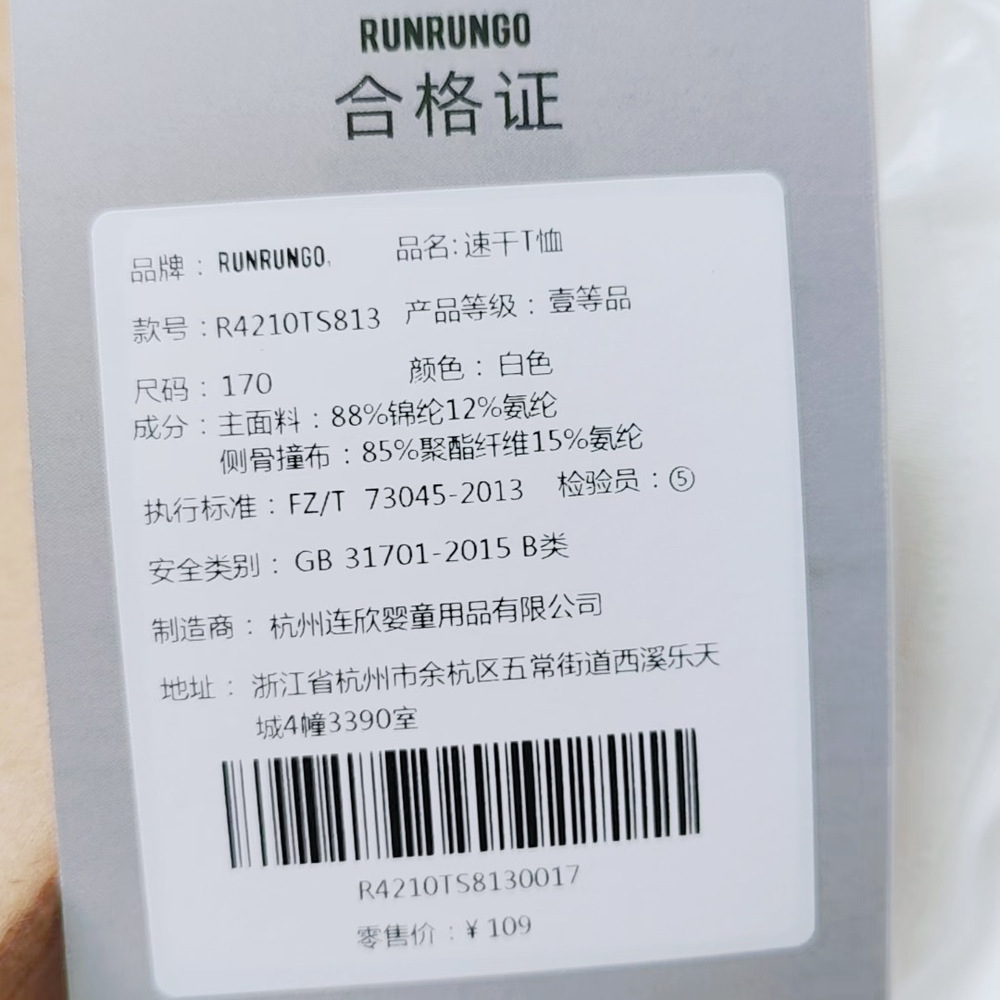 RUNRUNGO
合格证
品牌：RUNRUNGO. 品名:速干T恤
款号：R4210TS813 产品等级：壹等品
尺码：170 颜色：白色
成分：主面料：88%锦纶12%氨纶
侧骨撞布：85%聚酯纤维15%氨纶
执行标准：FZ/T 73045-2013 检验员：⑤
安全类别：GB 31701-2015 B类
制造商：杭州连欣婴童用品有限公司
地址：浙江省杭州市余杭区五常街道西溪乐天
城4幢3390室
R4210TS8130017
零售价：¥109